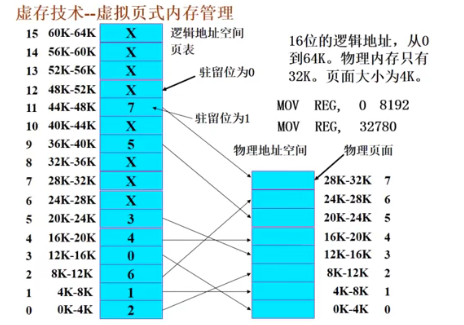 虚存技术--虚拟页式内存管理
15 60K-64K X
14 56K-60K X
13 52K-56K X
12 48K-52K X
11 44K-48K 7
10 40K-44K X
9 36K-40K 5
8 32K-36K X
7 28K-32K X
6 24K-28K X
5 20K-24K 3
4 16K-20K 4
3 12K-16K 0
2 8K-12K 6
1 4K-8K 1
0 0K-4K 2
逻辑地址空间
页表
驻留位为0
驻留位为1
16位的逻辑地址，从0
到64K。物理内存只有
32K。页面大小为4K。
MOV REG, 0 8192
MOV REG, 32780
物理地址空间 物理页面
28K-32K 7
24K-28K 6
20K-24K 5
16K-20K 4
12K-16K 3
8K-12K 2
4K-8K 1
0K-4K 0